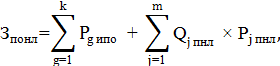 Зпонл=∑(g=1..k) Pg ипо + ∑(j=1..m) Qj пнл × Pj пнл,